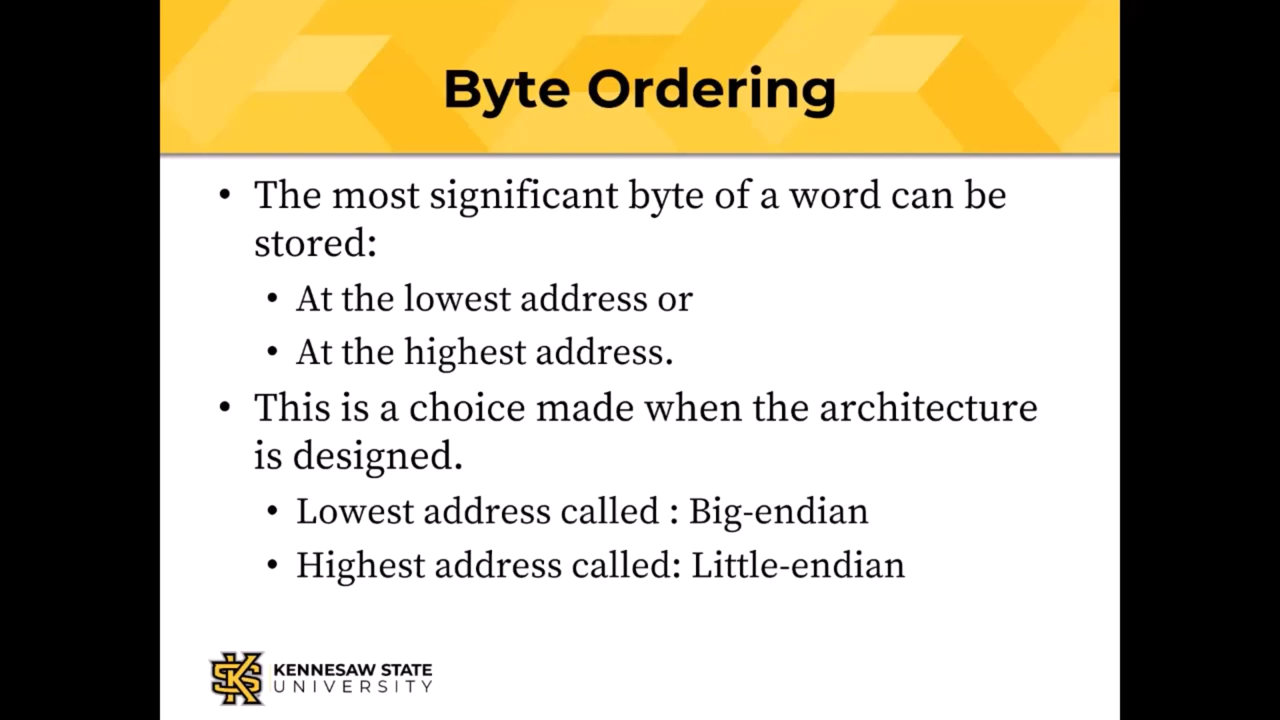 Byte Ordering
• The most significant byte of a word can be
stored:
• At the lowest address or
• At the highest address.
• This is a choice made when the architecture
is designed.
• Lowest address called : Big-endian
• Highest address called: Little-endian
KS
KENNESAW STATE
UNIVERSITY